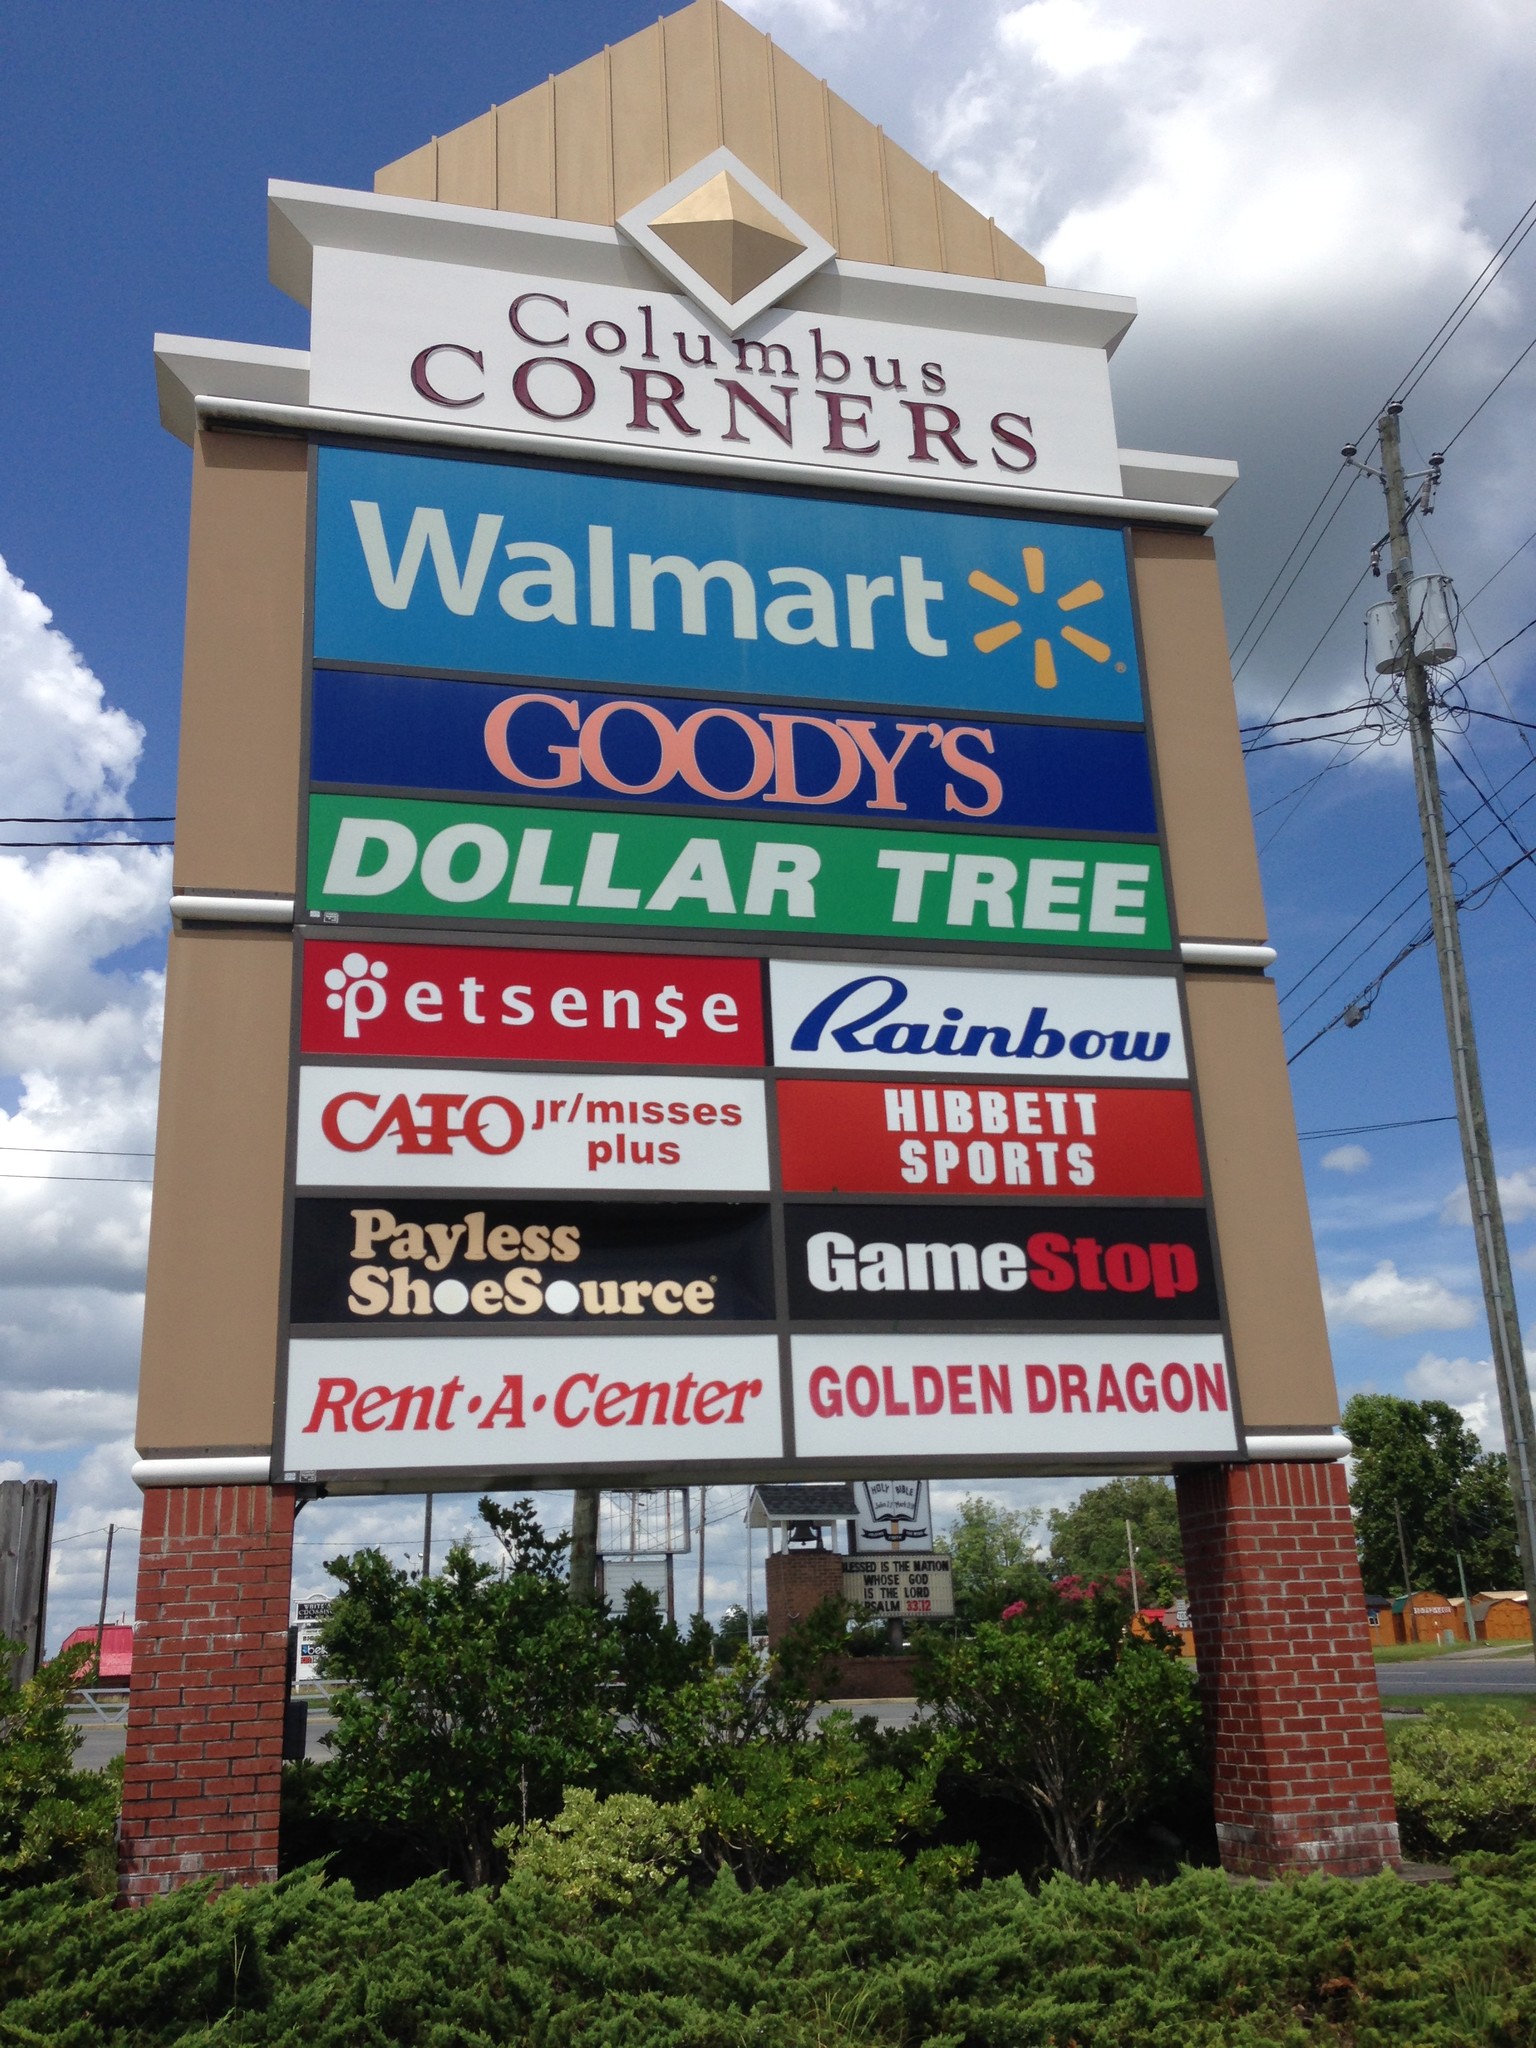 Columbus
CORNERS
Walmart
GOODY'S
DOLLAR TREE
petsen$e
Rainbow
CATO jr/misses
plus
HIBBETT
SPORTS
Payless
ShoeSource
GameStop
Rent·A·Center
GOLDEN DRAGON
HOLY BIBLE
BLESSED IS THE NATION
WHOSE GOD
IS THE LORD
PSALM 33:12